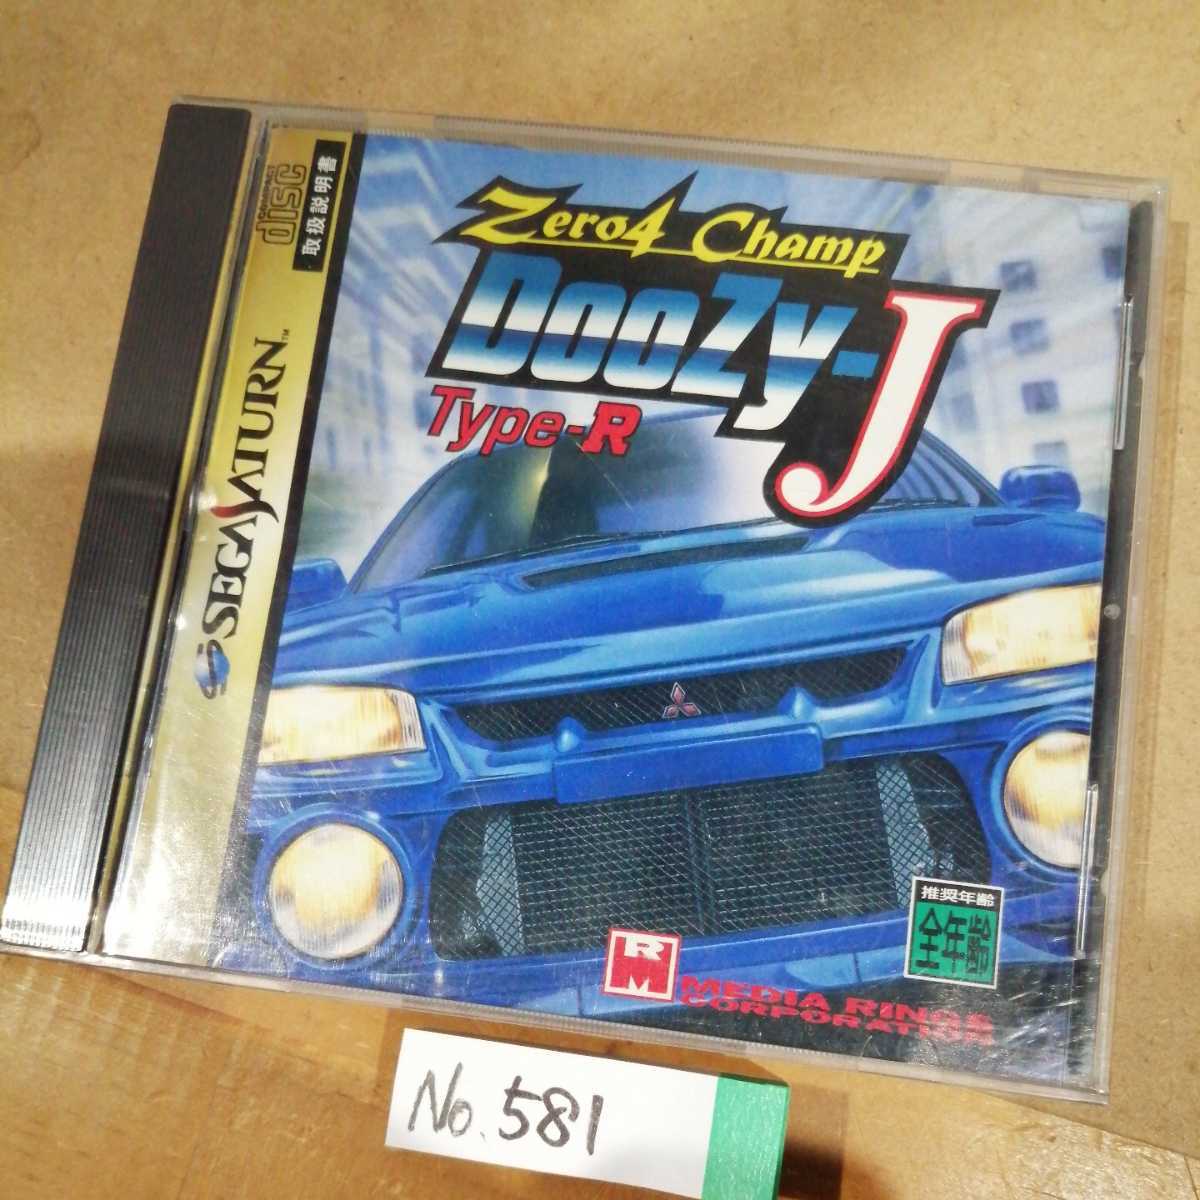 COMPACT
disc
取扱説明書
SEGA SATURN™
Zero4 Champ
DooZy-J
Type-R
推奨年齢
全年齢
RM
MEDIA RINGS
CORPORATION
No. 581